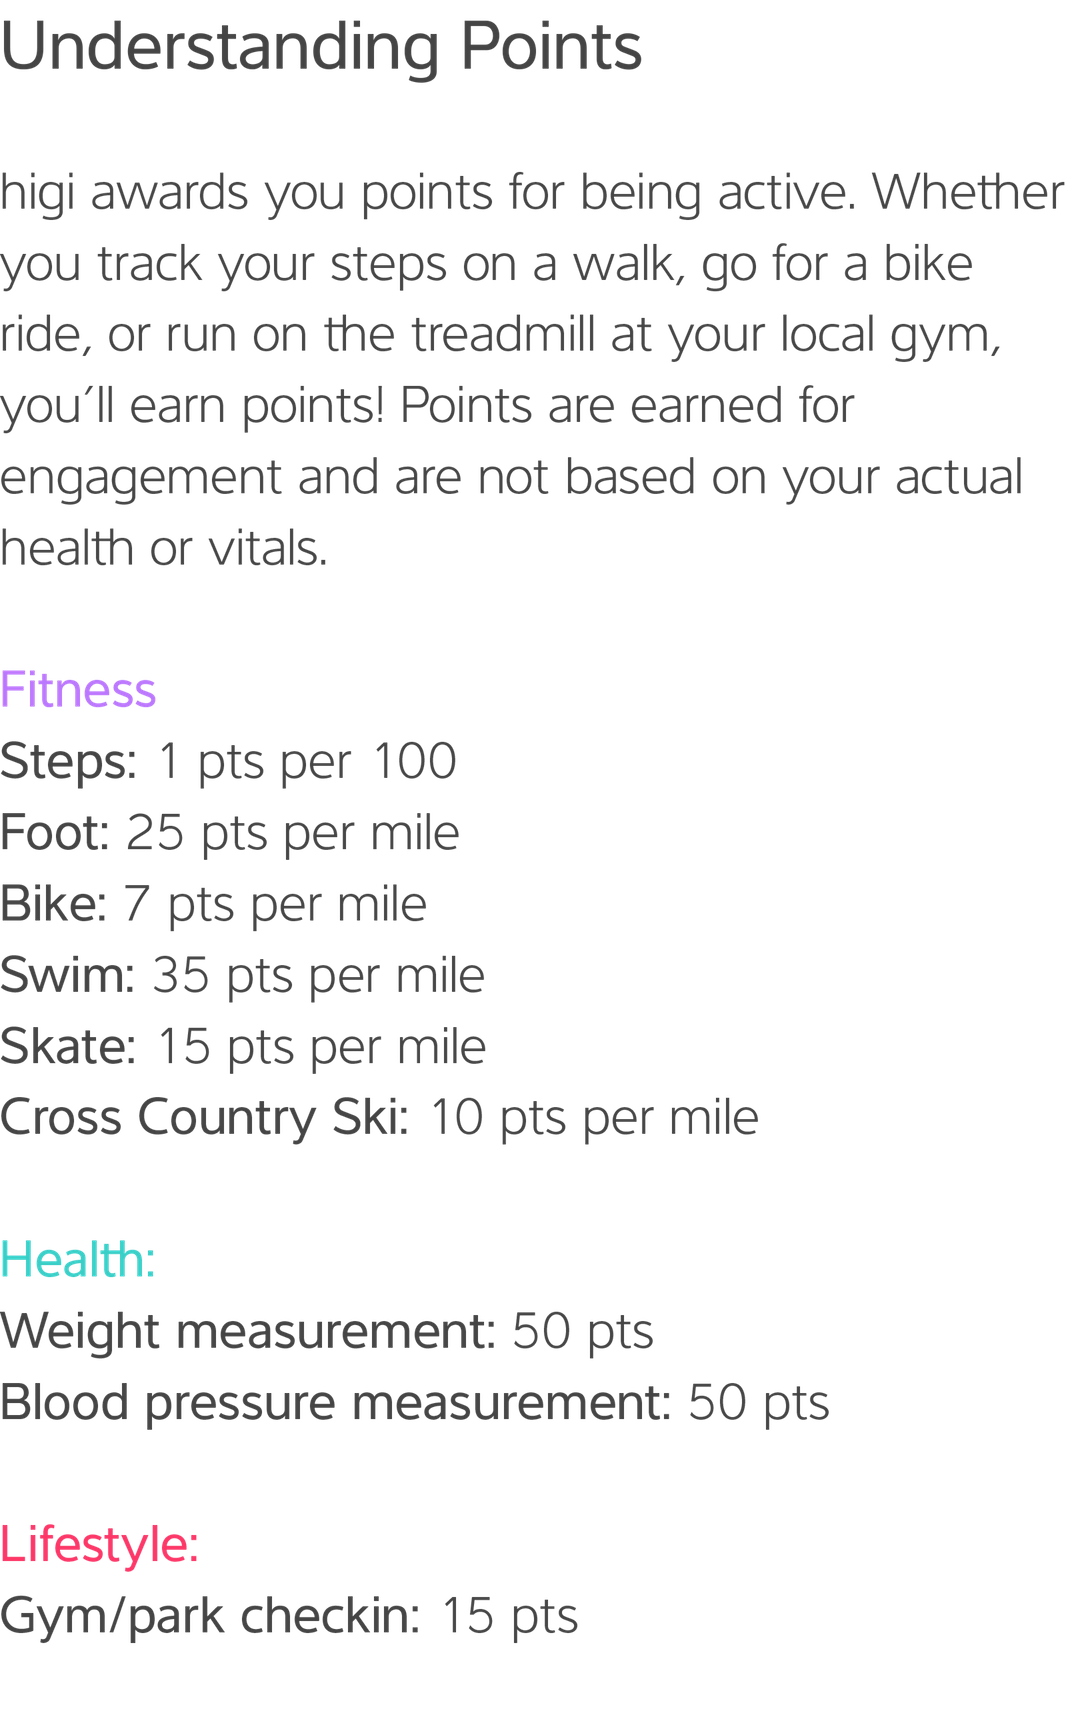 Understanding Points
higi awards you points for being active. Whether
you track your steps on a walk, go for a bike
ride, or run on the treadmill at your local gym,
you´ll earn points! Points are earned for
engagement and are not based on your actual
health or vitals.
Fitness
Steps: 1 pts per 100
Foot: 25 pts per mile
Bike: 7 pts per mile
Swim: 35 pts per mile
Skate: 15 pts per mile
Cross Country Ski: 10 pts per mile
Health:
Weight measurement: 50 pts
Blood pressure measurement: 50 pts
Lifestyle:
Gym/park checkin: 15 pts